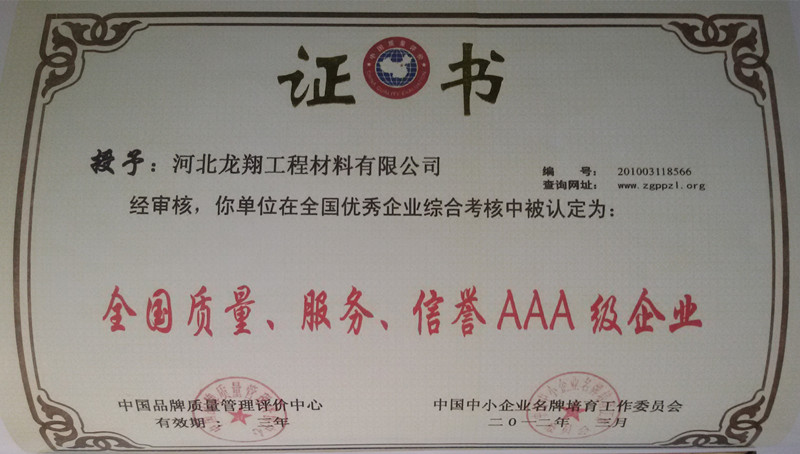 证书
授予：河北龙翔工程材料有限公司
编 号： 201003118566
查询网址： www.zgppzl.org
经审核，你单位在全国优秀企业综合考核中被认定为：
全国质量、服务、信誉AAA级企业
中国品牌质量管理评价中心
有效期： 三年
中国中小企业名牌培育工作委员会
二○一二年 三月